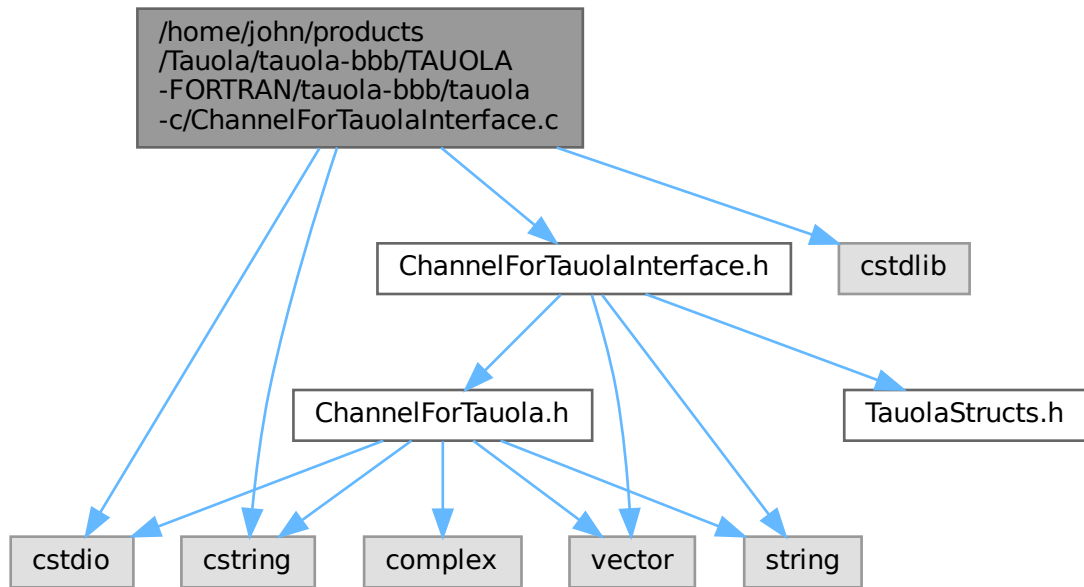 /home/john/products
/Tauola/tauola-bbb/TAUOLA
-FORTRAN/tauola-bbb/tauola
-c/ChannelForTauolaInterface.c
ChannelForTauolaInterface.h
cstdlib
ChannelForTauola.h
TauolaStructs.h
cstdio
cstring
complex
vector
string